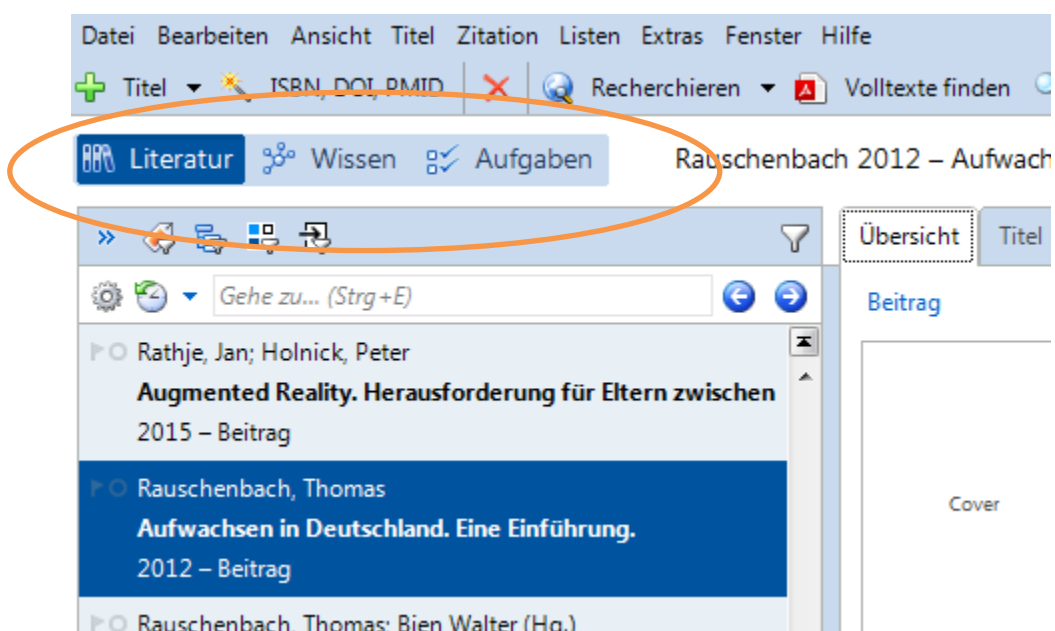 Datei Bearbeiten Ansicht Titel Zitation Listen Extras Fenster Hilfe
Titel ISBN, DOI, PMID Recherchieren Volltexte finden
Literatur Wissen Aufgaben Rauschenbach 2012 – Aufwach
Übersicht Titel
Gehe zu... (Strg+E)
Beitrag
Rathje, Jan; Holnick, Peter
Augmented Reality. Herausforderung für Eltern zwischen
2015 – Beitrag
Rauschenbach, Thomas
Aufwachsen in Deutschland. Eine Einführung.
2012 – Beitrag
Cover
Rauschenbach, Thomas; Bien Walter (Hg.)